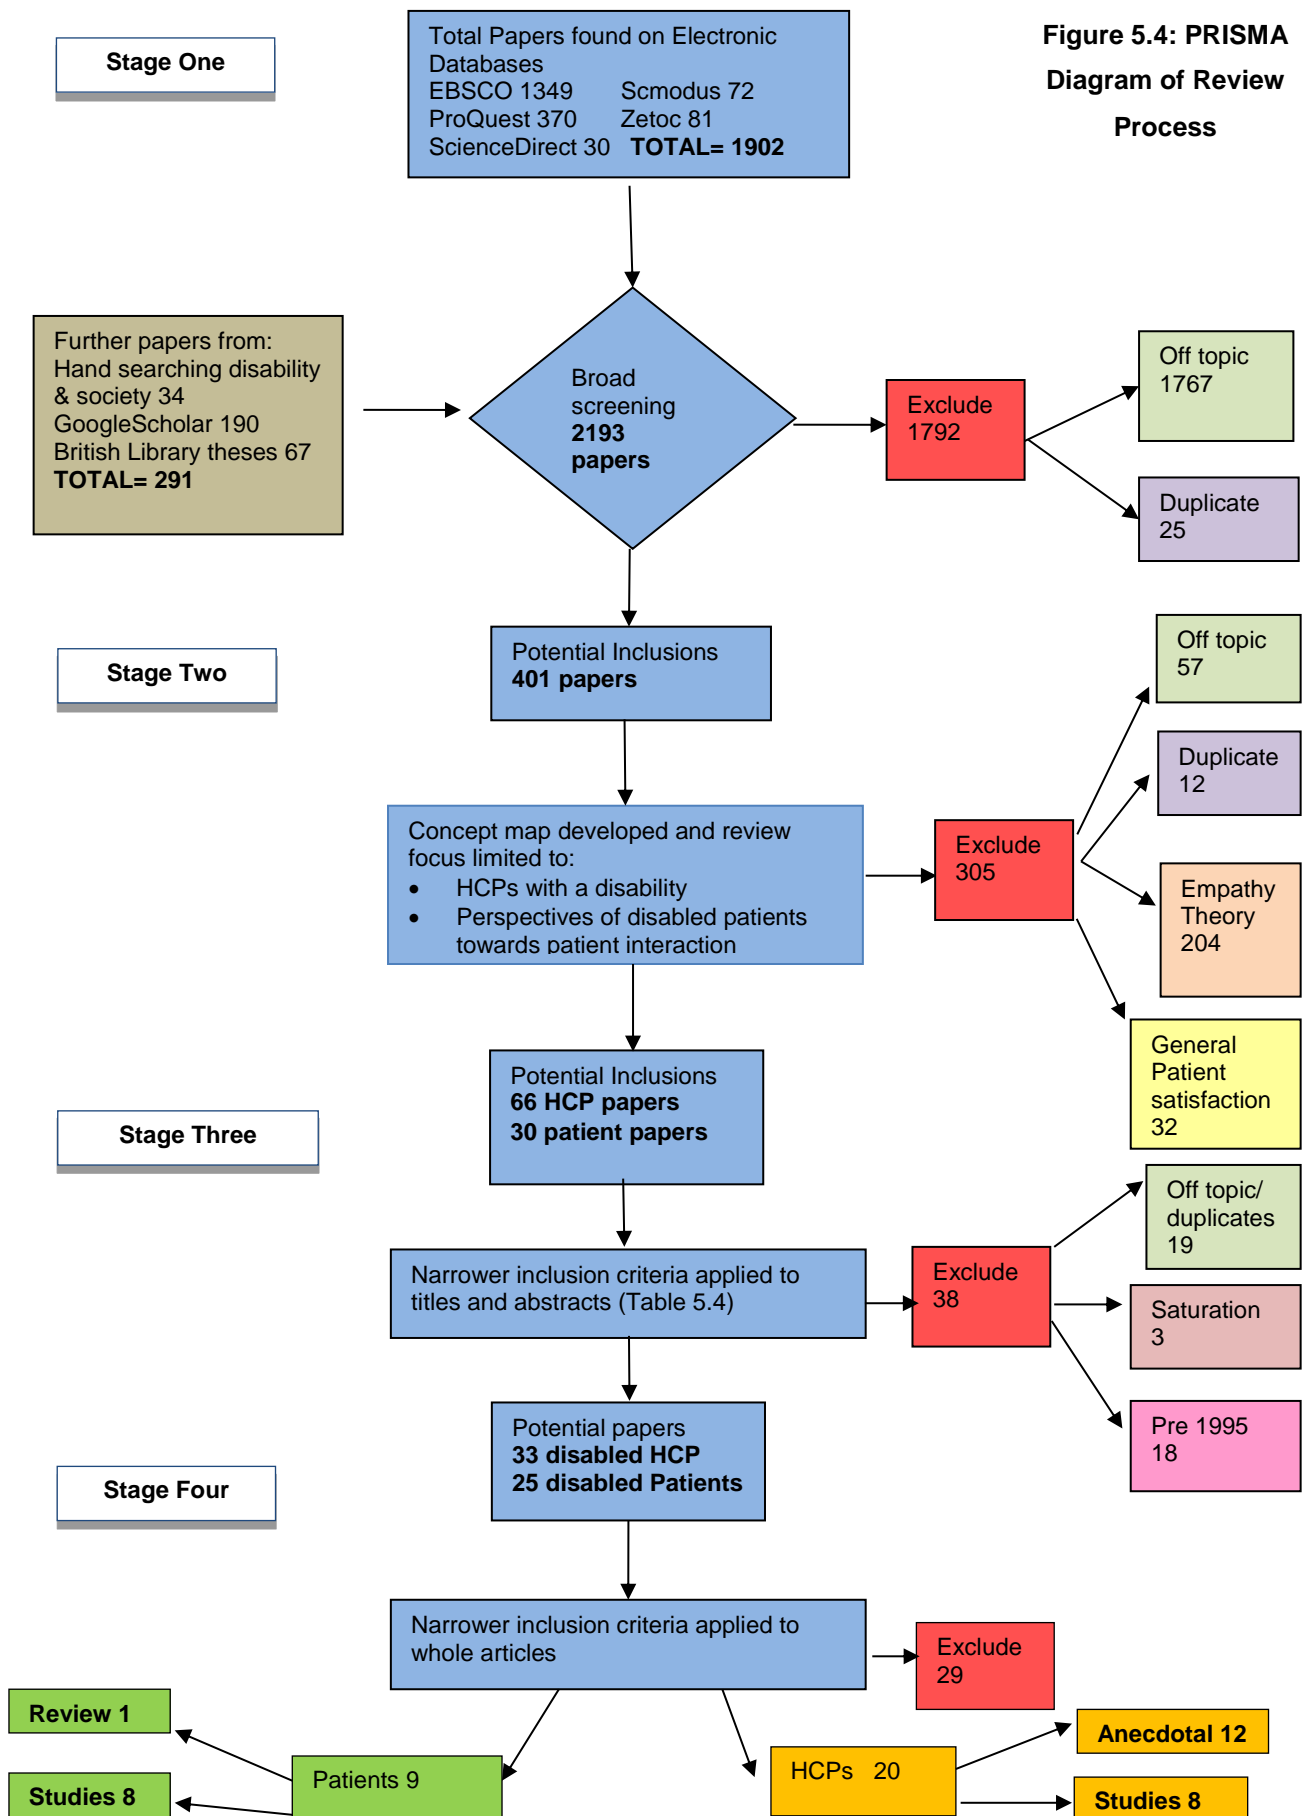 Figure 5.4: PRISMA
Diagram of Review
Process
Stage One
Total Papers found on Electronic
Databases
EBSCO 1349 Scmodus 72
ProQuest 370 Zetoc 81
ScienceDirect 30 TOTAL= 1902
Further papers from:
Hand searching disability
& society 34
GoogleScholar 190
British Library theses 67
TOTAL= 291
Broad
screening
2193
papers
Exclude
1792
Off topic
1767
Duplicate
25
Stage Two
Potential Inclusions
401 papers
Concept map developed and review
focus limited to:
• HCPs with a disability
• Perspectives of disabled patients
towards patient interaction
Exclude
305
Off topic
57
Duplicate
12
Empathy
Theory
204
General
Patient
satisfaction
32
Stage Three
Potential Inclusions
66 HCP papers
30 patient papers
Narrower inclusion criteria applied to
titles and abstracts (Table 5.4)
Exclude
38
Off topic/
duplicates
19
Saturation
3
Pre 1995
18
Stage Four
Potential papers
33 disabled HCP
25 disabled Patients
Narrower inclusion criteria applied to
whole articles
Exclude
29
Review 1
Studies 8
Patients 9
HCPs 20
Anecdotal 12
Studies 8